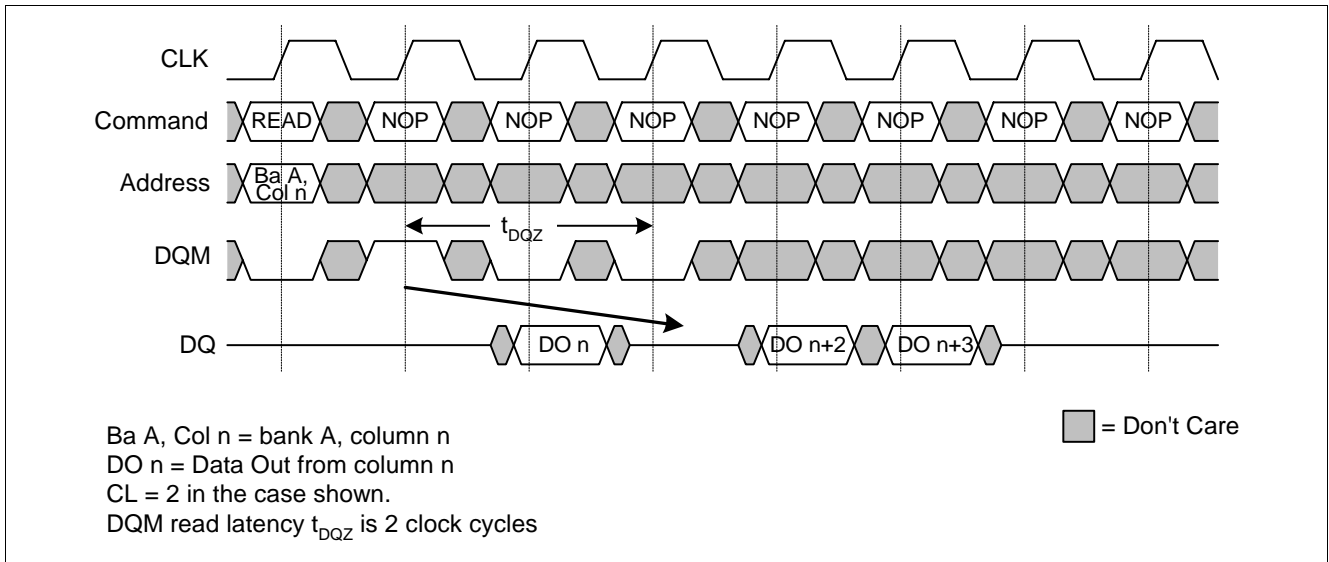 CLK
Command READ NOP NOP NOP NOP NOP NOP NOP
Address Ba A,
Col n
tDQZ
DQM
DQ DO n DO n+2 DO n+3
Ba A, Col n = bank A, column n
= Don't Care
DO n = Data Out from column n
CL = 2 in the case shown.
DQM read latency tDQZ is 2 clock cycles